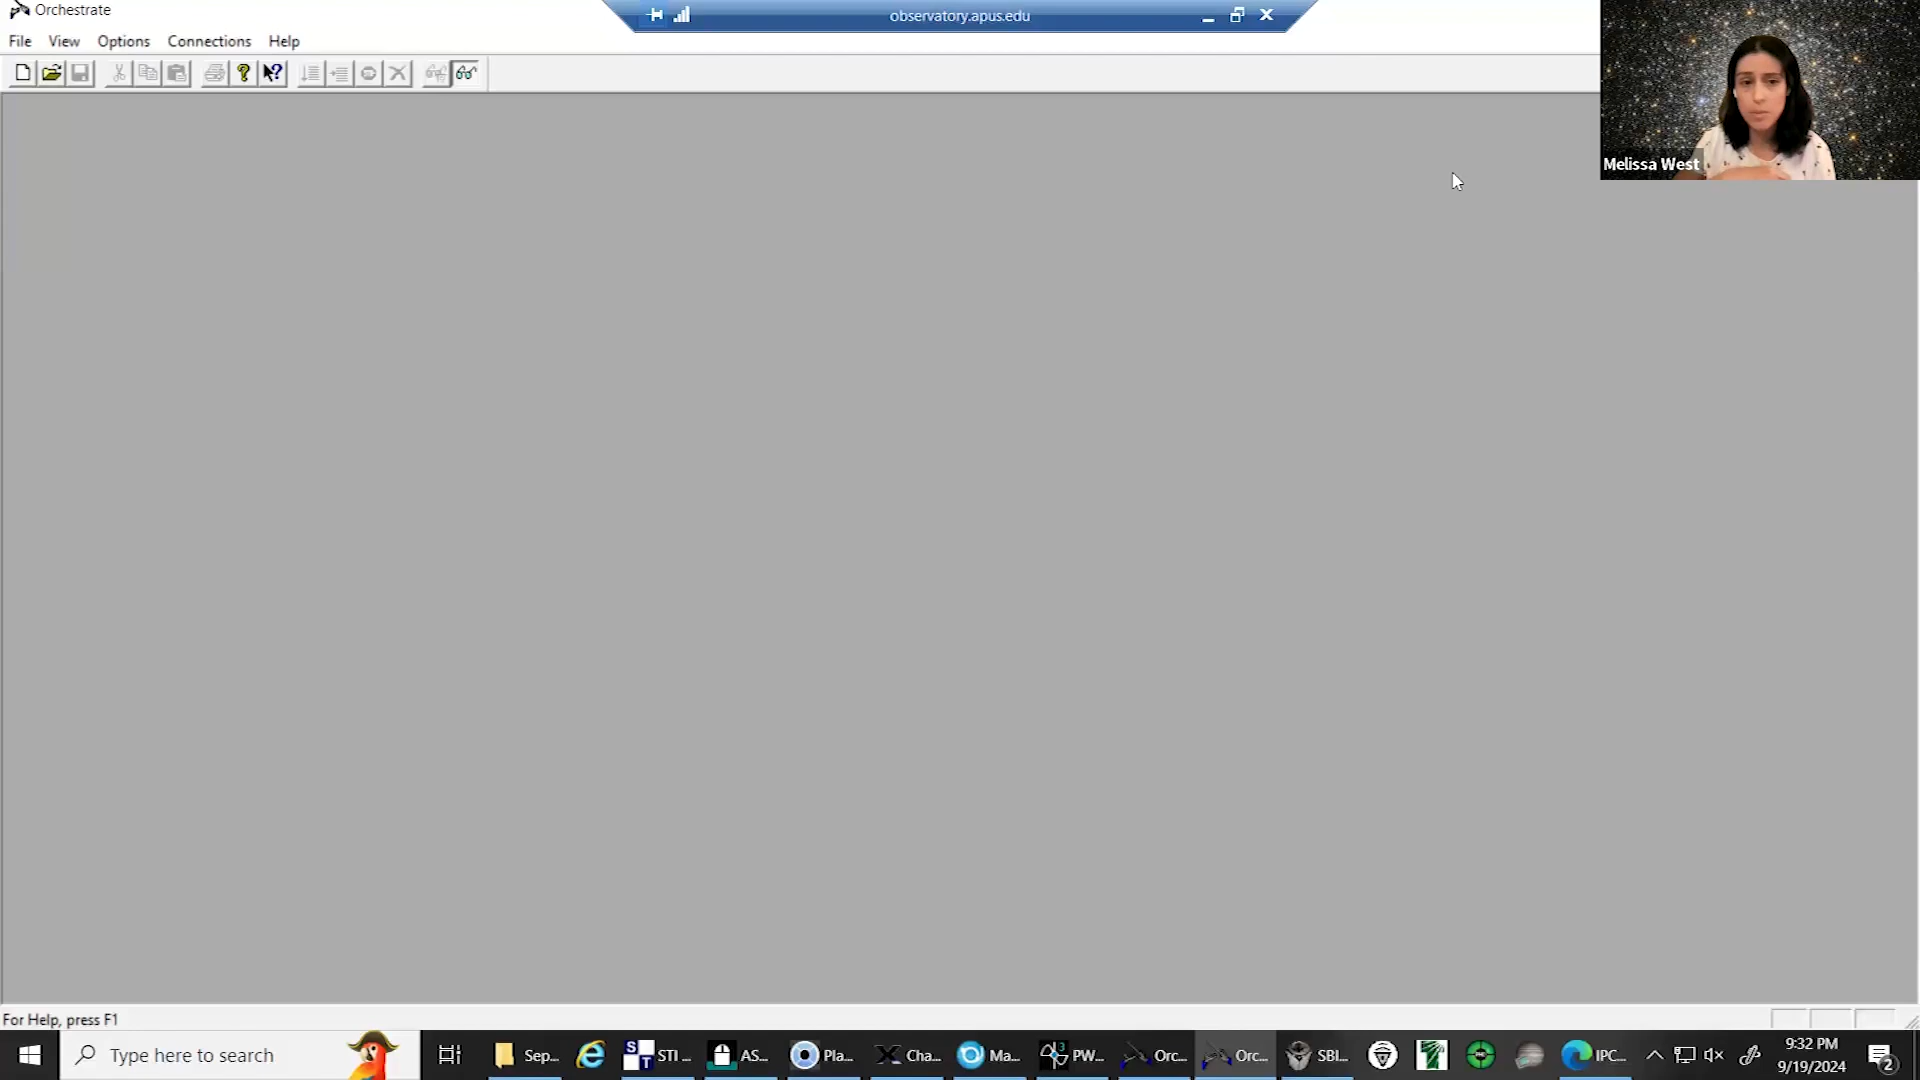 Orchestrate
observatory.apus.edu
File View Options Connections Help
Melissa West
For Help, press F1
Type here to search
Sep...
STI ...
AS...
Pla...
Cha...
Ma...
PW...
Orc...
Orc...
SBI...
IPC...
9:32 PM
9/19/2024
2